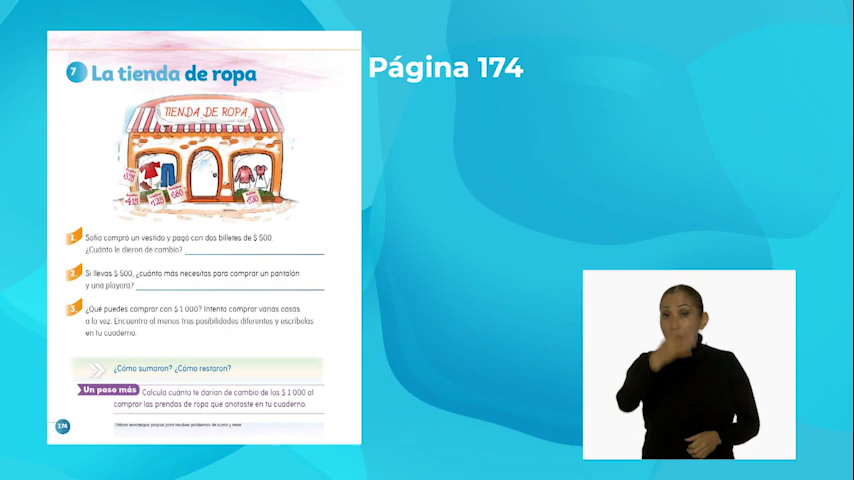 7 La tienda de ropa
Página 174
TIENDA DE ROPA
1. Sofía compró un vestido y pagó con dos billetes de $ 500.
¿Cuánto le dieron de cambio?
2. Si llevas $ 500, ¿cuánto más necesitas para comprar un pantalón
y una playera?
3. ¿Qué puedes comprar con $ 1 000? Intenta comprar varias cosas
a la vez. Encuentra al menos tres posibilidades diferentes y escríbelas
en tu cuaderno.
¿Cómo sumaron? ¿Cómo restaron?
Un paso más Calcula cuánto te darían de cambio de los $ 1 000 al
comprar las prendas de ropa que anotaste en tu cuaderno.
174